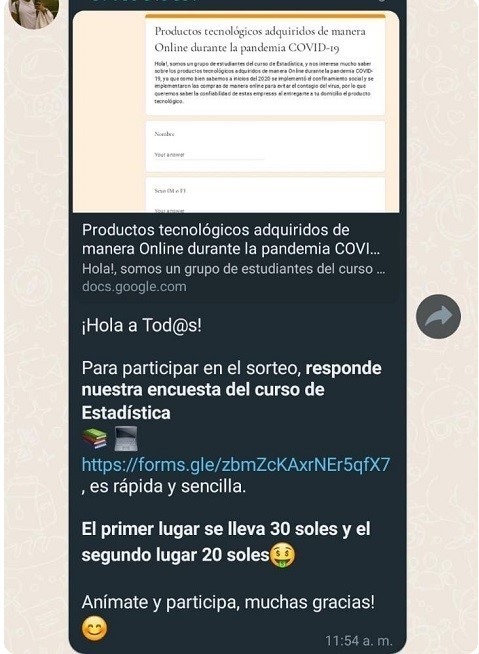 Productos tecnológicos adquiridos de manera
Online durante la pandemia COVID-19
Hola!, somos un grupo de estudiantes del curso de Estadística, y nos interesa mucho saber
sobre los productos tecnológicos adquiridos de manera Online durante la pandemia COVID-
19, ya que como bien sabemos a inicios del 2020 se implementó el confinamiento social y se
implementaron las compras de manera online para evitar el contagio del virus, por lo que
queremos saber la confiabilidad de estas empresas al entregarte a tu domicilio el producto
tecnológico.
Nombre
Your answer
Sexo (M o F)
Your answer
Productos tecnológicos adquiridos de
manera Online durante la pandemia COVI...
Hola!, somos un grupo de estudiantes del curso ...
docs.google.com
¡Hola a Tod@s!
Para participar en el sorteo, responde
nuestra encuesta del curso de
Estadística
📚💻
https://forms.gle/zbmZcKAxrNEr5qfX7
, es rápida y sencilla.
El primer lugar se lleva 30 soles y el
segundo lugar 20 soles🤑
Anímate y participa, muchas gracias!
😊
11:54 a. m.